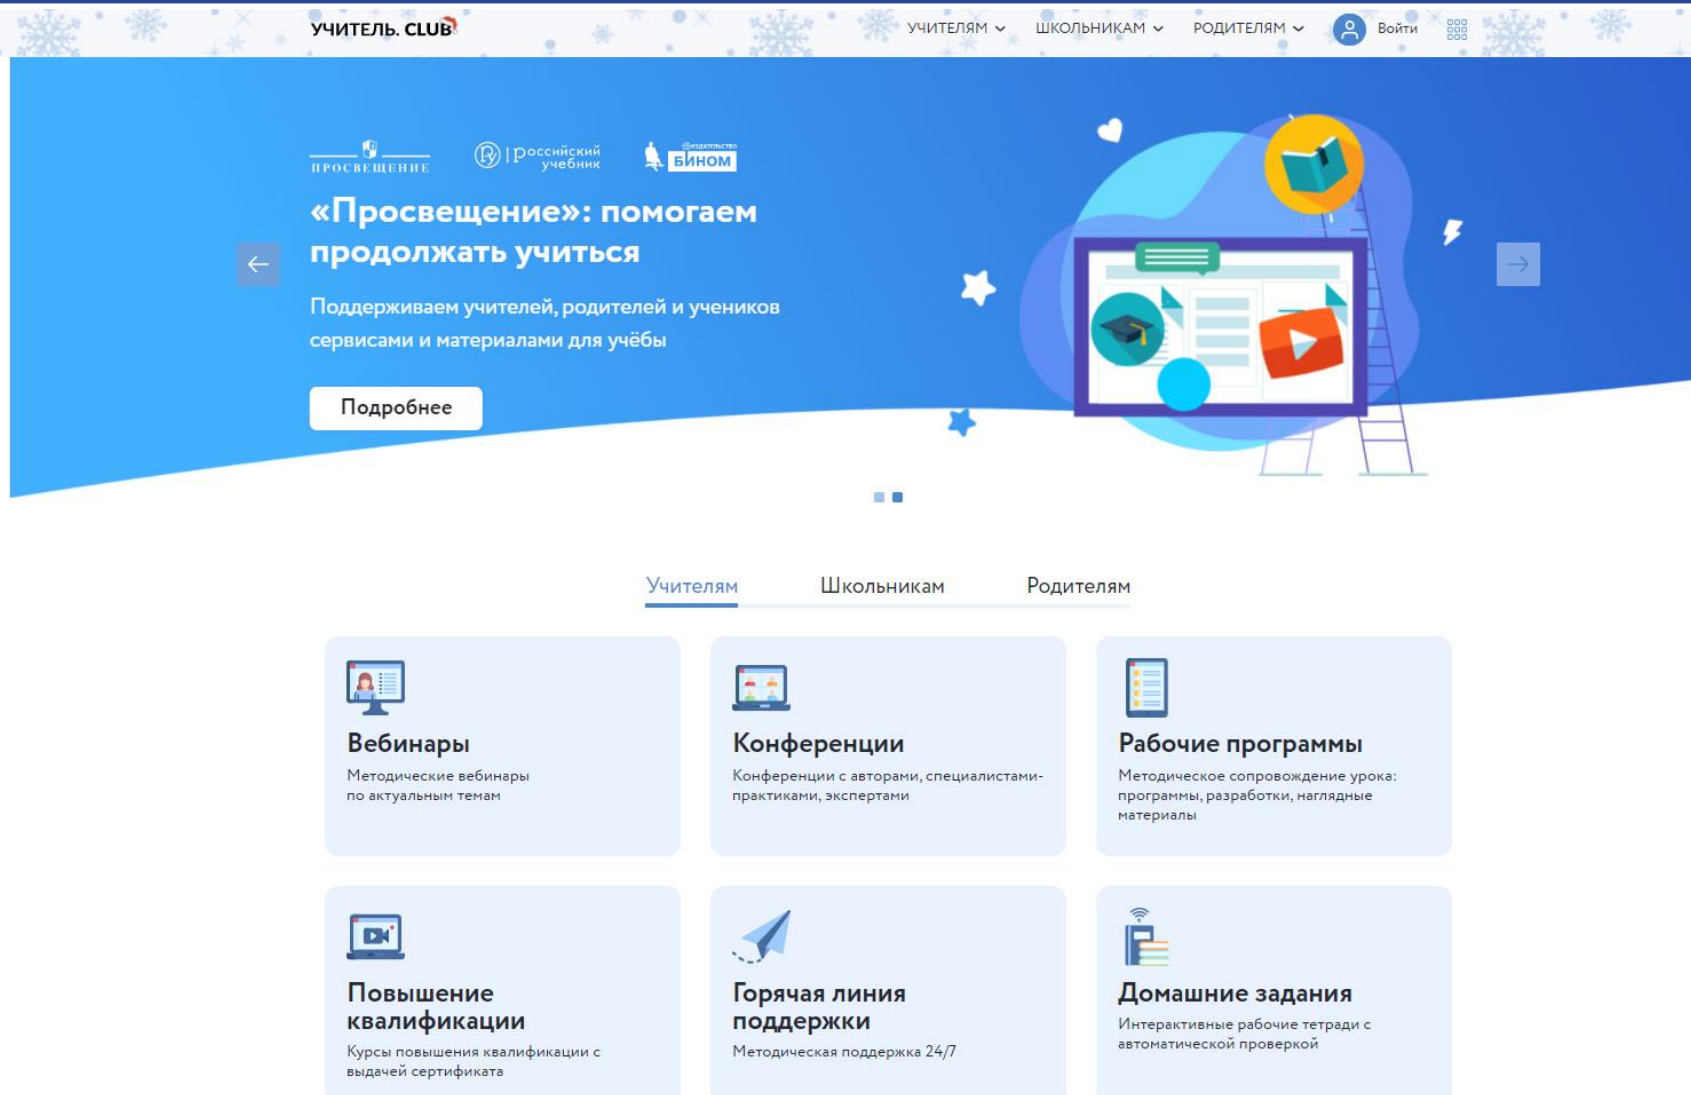 УЧИТЕЛЬ. CLUB
УЧИТЕЛЯМ
ШКОЛЬНИКАМ
РОДИТЕЛЯМ
Войти
ПРОСВЕЩЕНИЕ
российский
учебник
издательство
БИНОМ
«Просвещение»: помогаем
продолжать учиться
Поддерживаем учителей, родителей и учеников
сервисами и материалами для учёбы
Подробнее
Учителям
Школьникам
Родителям
Вебинары
Методические вебинары
по актуальным темам
Конференции
Конференции с авторами, специалистами-
практиками, экспертами
Рабочие программы
Методическое сопровождение урока:
программы, разработки, наглядные
материалы
Повышение
квалификации
Курсы повышения квалификации с
выдачей сертификата
Горячая линия
поддержки
Методическая поддержка 24/7
Домашние задания
Интерактивные рабочие тетради с
автоматической проверкой